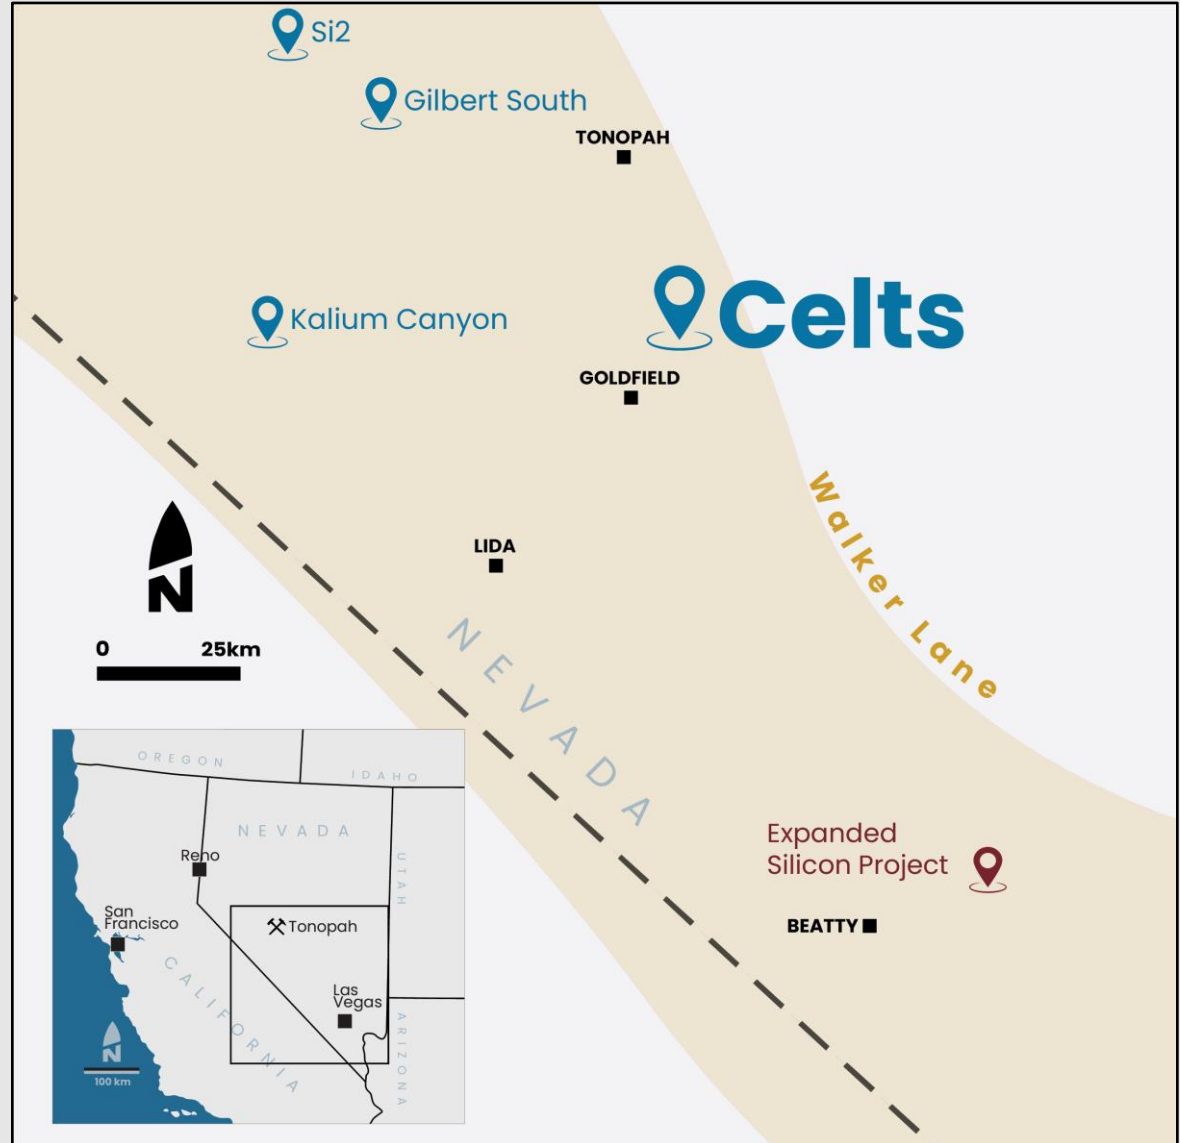 Si2
Gilbert South
TONOPAH
Celts
Kalium Canyon
GOLDFIELD
Walker Lane
LIDA
N
0 25km
NEVADA
Expanded
Silicon Project
BEATTY
OREGON
IDAHO
NEVADA
UTAH
Reno
San
Francisco
Tonopah
CALIFORNIA
Las
Vegas
ARIZONA
N
100 km